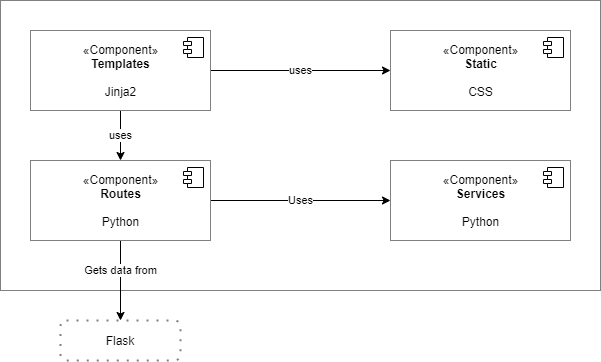 «Component»
Templates
Jinja2
uses
«Component»
Static
CSS
uses
«Component»
Routes
Python
Uses
«Component»
Services
Python
Gets data from
Flask